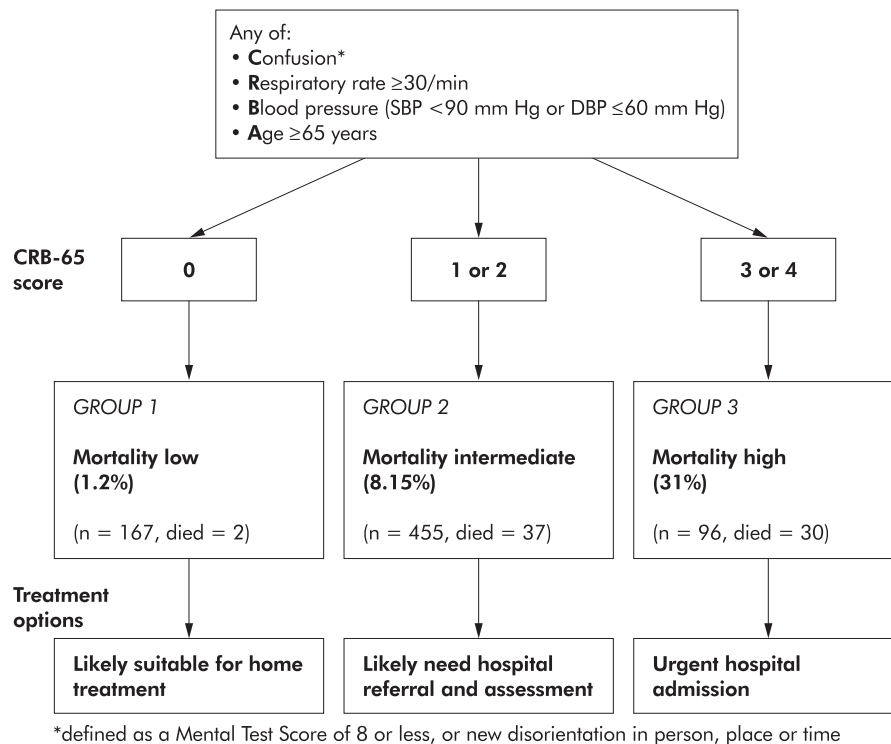 Any of:
• Confusion*
• Respiratory rate ≥30/min
• Blood pressure (SBP <90 mm Hg or DBP ≤60 mm Hg)
• Age ≥65 years
CRB-65
score
0
1 or 2
3 or 4
GROUP 1
Mortality low
(1.2%)
(n = 167, died = 2)
GROUP 2
Mortality intermediate
(8.15%)
(n = 455, died = 37)
GROUP 3
Mortality high
(31%)
(n = 96, died = 30)
Treatment
options
Likely suitable for home
treatment
Likely need hospital
referral and assessment
Urgent hospital
admission
*defined as a Mental Test Score of 8 or less, or new disorientation in person, place or time